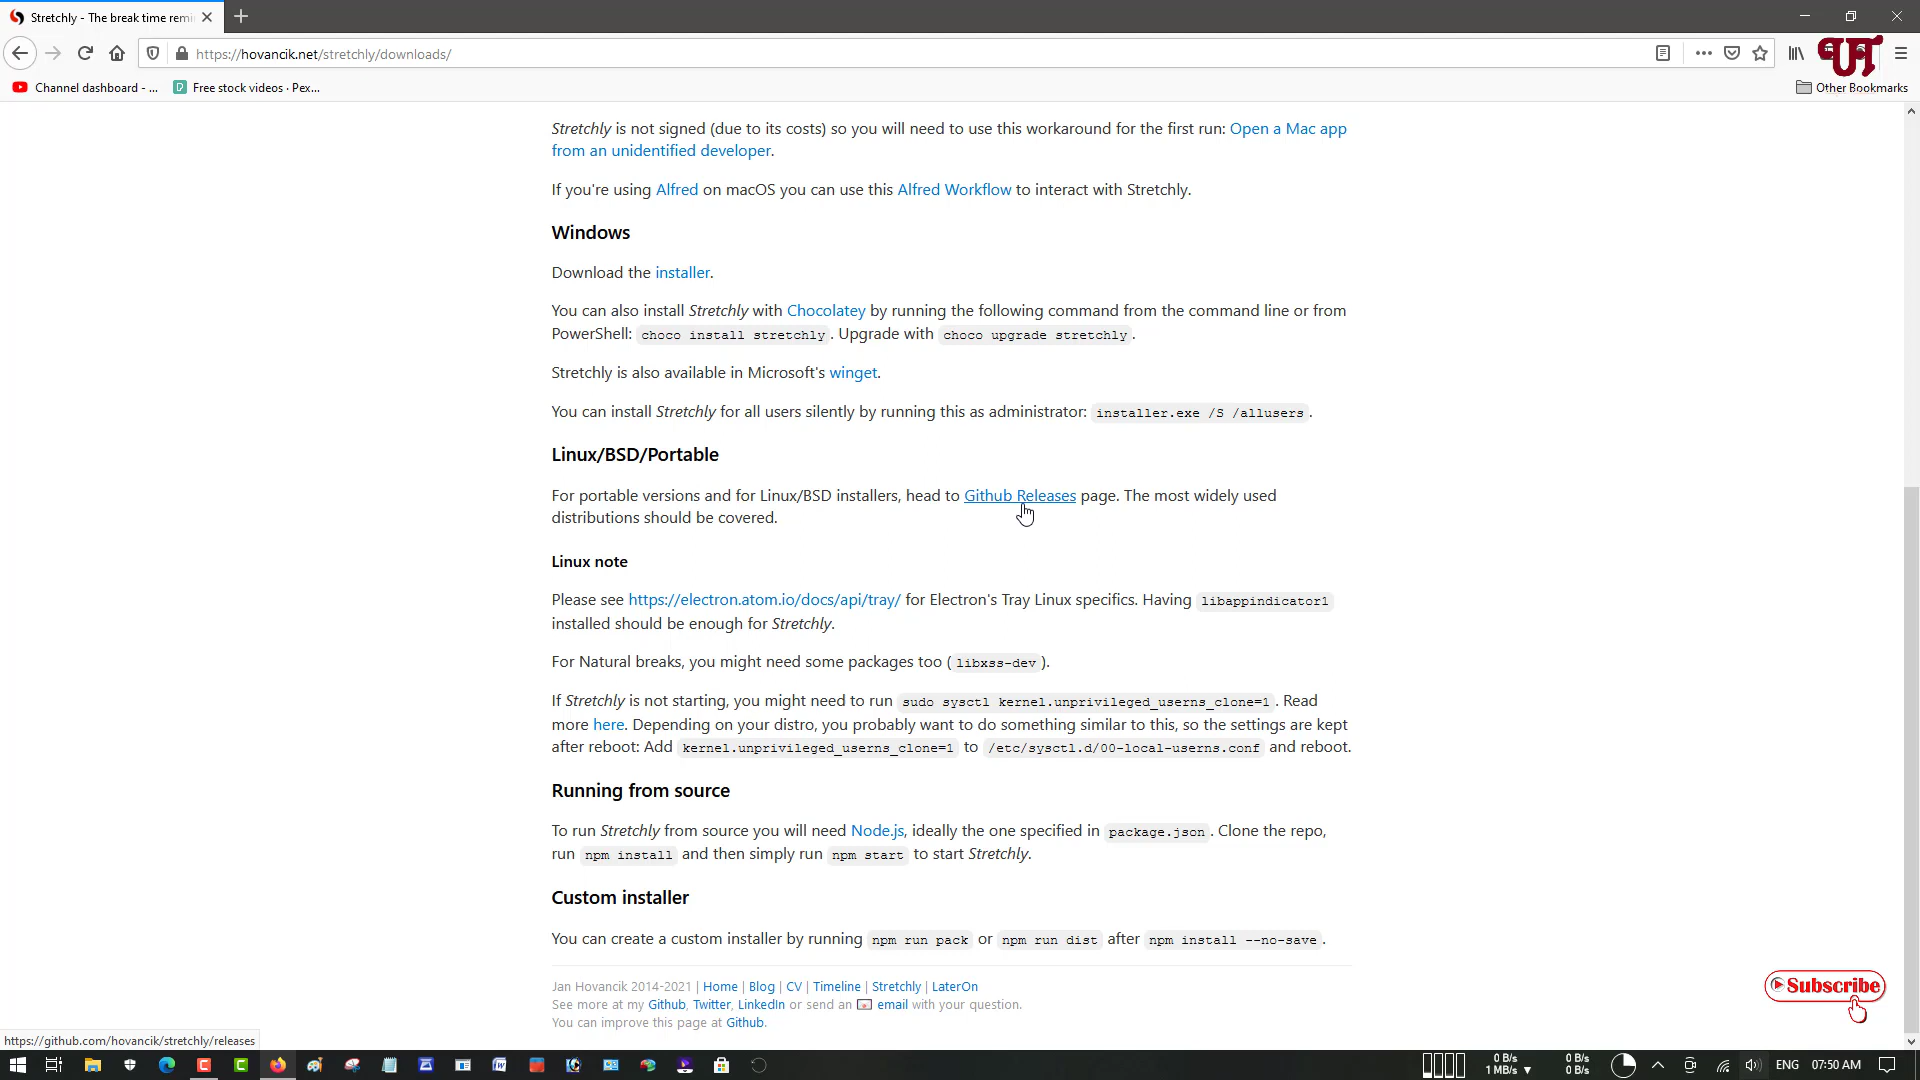 Stretchly - The break time remi
https://hovancik.net/stretchly/downloads/
UT
Channel dashboard - ...
Free stock videos · Pex...
Other Bookmarks
Stretchly is not signed (due to its costs) so you will need to use this workaround for the first run: Open a Mac app
from an unidentified developer.
If you're using Alfred on macOS you can use this Alfred Workflow to interact with Stretchly.
Windows
Download the installer.
You can also install Stretchly with Chocolatey by running the following command from the command line or from
PowerShell: choco install stretchly. Upgrade with choco upgrade stretchly.
Stretchly is also available in Microsoft's winget.
You can install Stretchly for all users silently by running this as administrator: installer.exe /S /allusers.
Linux/BSD/Portable
For portable versions and for Linux/BSD installers, head to Github Releases page. The most widely used
distributions should be covered.
Linux note
Please see https://electron.atom.io/docs/api/tray/ for Electron's Tray Linux specifics. Having libappindicator1
installed should be enough for Stretchly.
For Natural breaks, you might need some packages too (libxss-dev).
If Stretchly is not starting, you might need to run sudo sysctl kernel.unprivileged_userns_clone=1. Read
more here. Depending on your distro, you probably want to do something similar to this, so the settings are kept
after reboot: Add kernel.unprivileged_userns_clone=1 to /etc/sysctl.d/00-local-userns.conf and reboot.
Running from source
To run Stretchly from source you will need Node.js, ideally the one specified in package.json. Clone the repo,
run npm install and then simply run npm start to start Stretchly.
Custom installer
You can create a custom installer by running npm run pack or npm run dist after npm install --no-save.
Jan Hovancik 2014-2021 | Home | Blog | CV | Timeline | Stretchly | LaterOn
See more at my Github, Twitter, LinkedIn or send an email with your question.
You can improve this page at Github.
Subscribe
https://github.com/hovancik/stretchly/releases
0 B/s
1 MB/s
0 B/s
0 B/s
ENG
07:50 AM